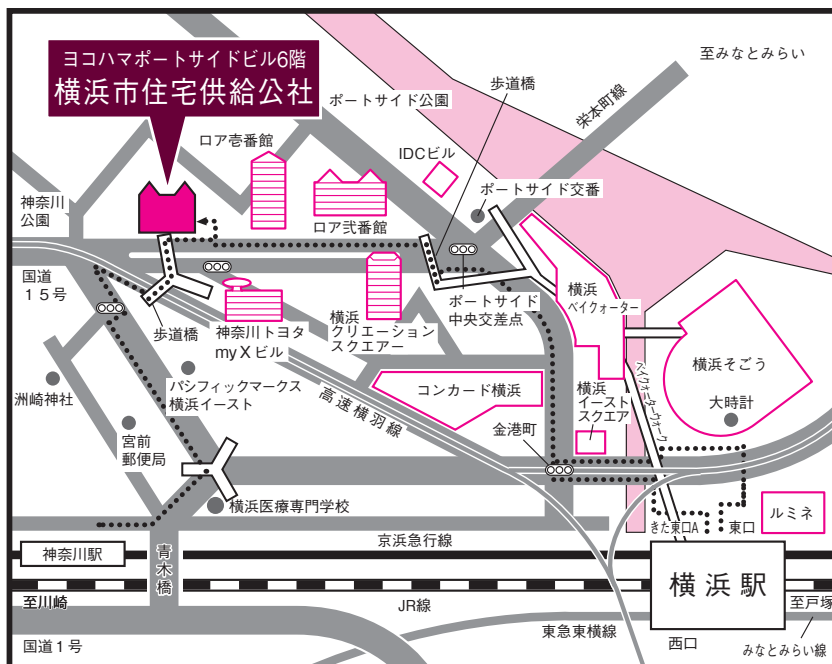 ヨコハマポートサイドビル6階
横浜市住宅供給公社
ポートサイド公園
歩道橋
至みなとみらい
栄本町線
ロア壱番館
IDCビル
ポートサイド交番
神奈川
公園
ロア弐番館
国道
15号
歩道橋
神奈川トヨタ
myXビル
横浜
クリエーション
スクエアー
ポートサイド
中央交差点
横浜
ベイクォーター
横浜そごう
大時計
ベイクォーターウォーク
洲崎神社
パシフィックマークス
横浜イースト
高速横羽線
コンカード横浜
横浜
イースト
スクエア
宮前
郵便局
金港町
横浜医療専門学校
きた東口A
東口
ルミネ
京浜急行線
神奈川駅
青木橋
横浜駅
至川崎
JR線
至戸塚
国道1号
東急東横線
西口
みなとみらい線